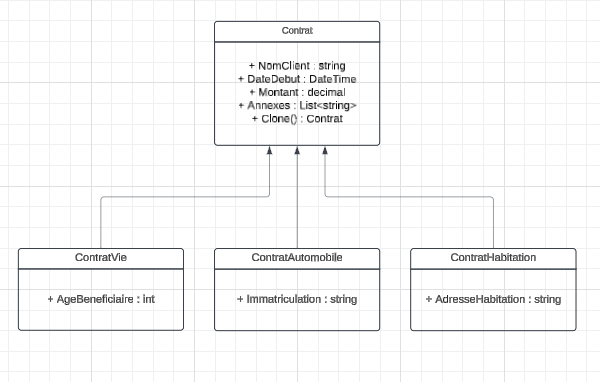 Contrat
+ NomClient : string
+ DateDebut : DateTime
+ Montant : decimal
+ Annexes : List<string>
+ Clone() : Contrat
ContratVie
+ AgeBeneficiaire : int
ContratAutomobile
+ Immatriculation : string
ContratHabitation
+ AdresseHabitation : string